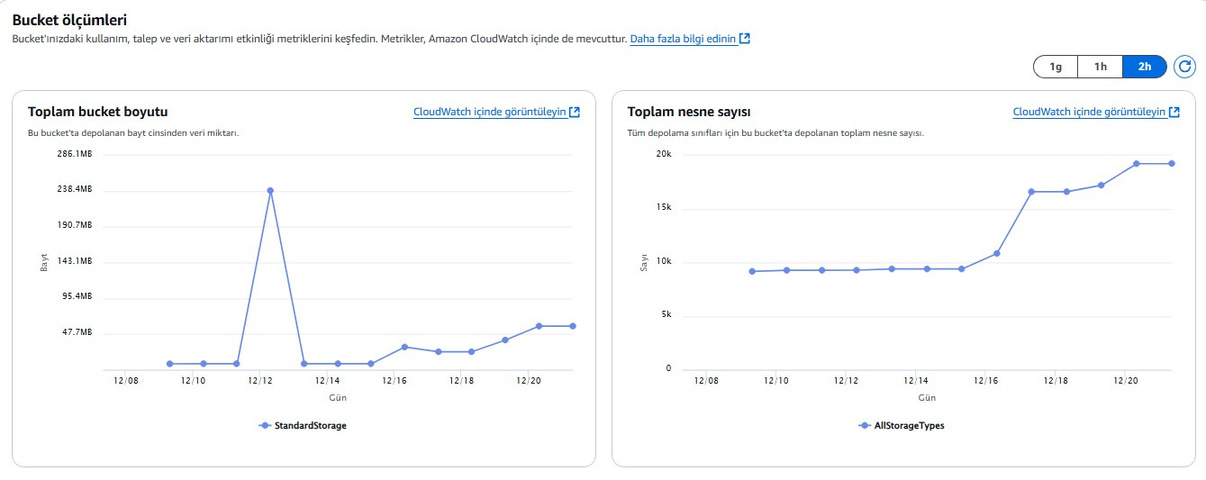 Bucket ölçümleri
Bucket'ınızdaki kullanım, talep ve veri aktarımı etkinliği metriklerini keşfedin. Metrikler, Amazon CloudWatch içinde de mevcuttur. Daha fazla bilgi edinin
1g 1h 2h
Toplam bucket boyutu
CloudWatch içinde görüntüleyin
Bu bucket'ta depolanan bayt cinsinden veri miktarı.
286.1MB
238.4MB
190.7MB
143.1MB
95.4MB
47.7MB
Bayt
12/08 12/10 12/12 12/14 12/16 12/18 12/20
Gün
StandardStorage
Toplam nesne sayısı
CloudWatch içinde görüntüleyin
Tüm depolama sınıfları için bu bucket'ta depolanan toplam nesne sayısı.
20k
15k
10k
5k
0
Sayı
12/08 12/10 12/12 12/14 12/16 12/18 12/20
Gün
AllStorageTypes